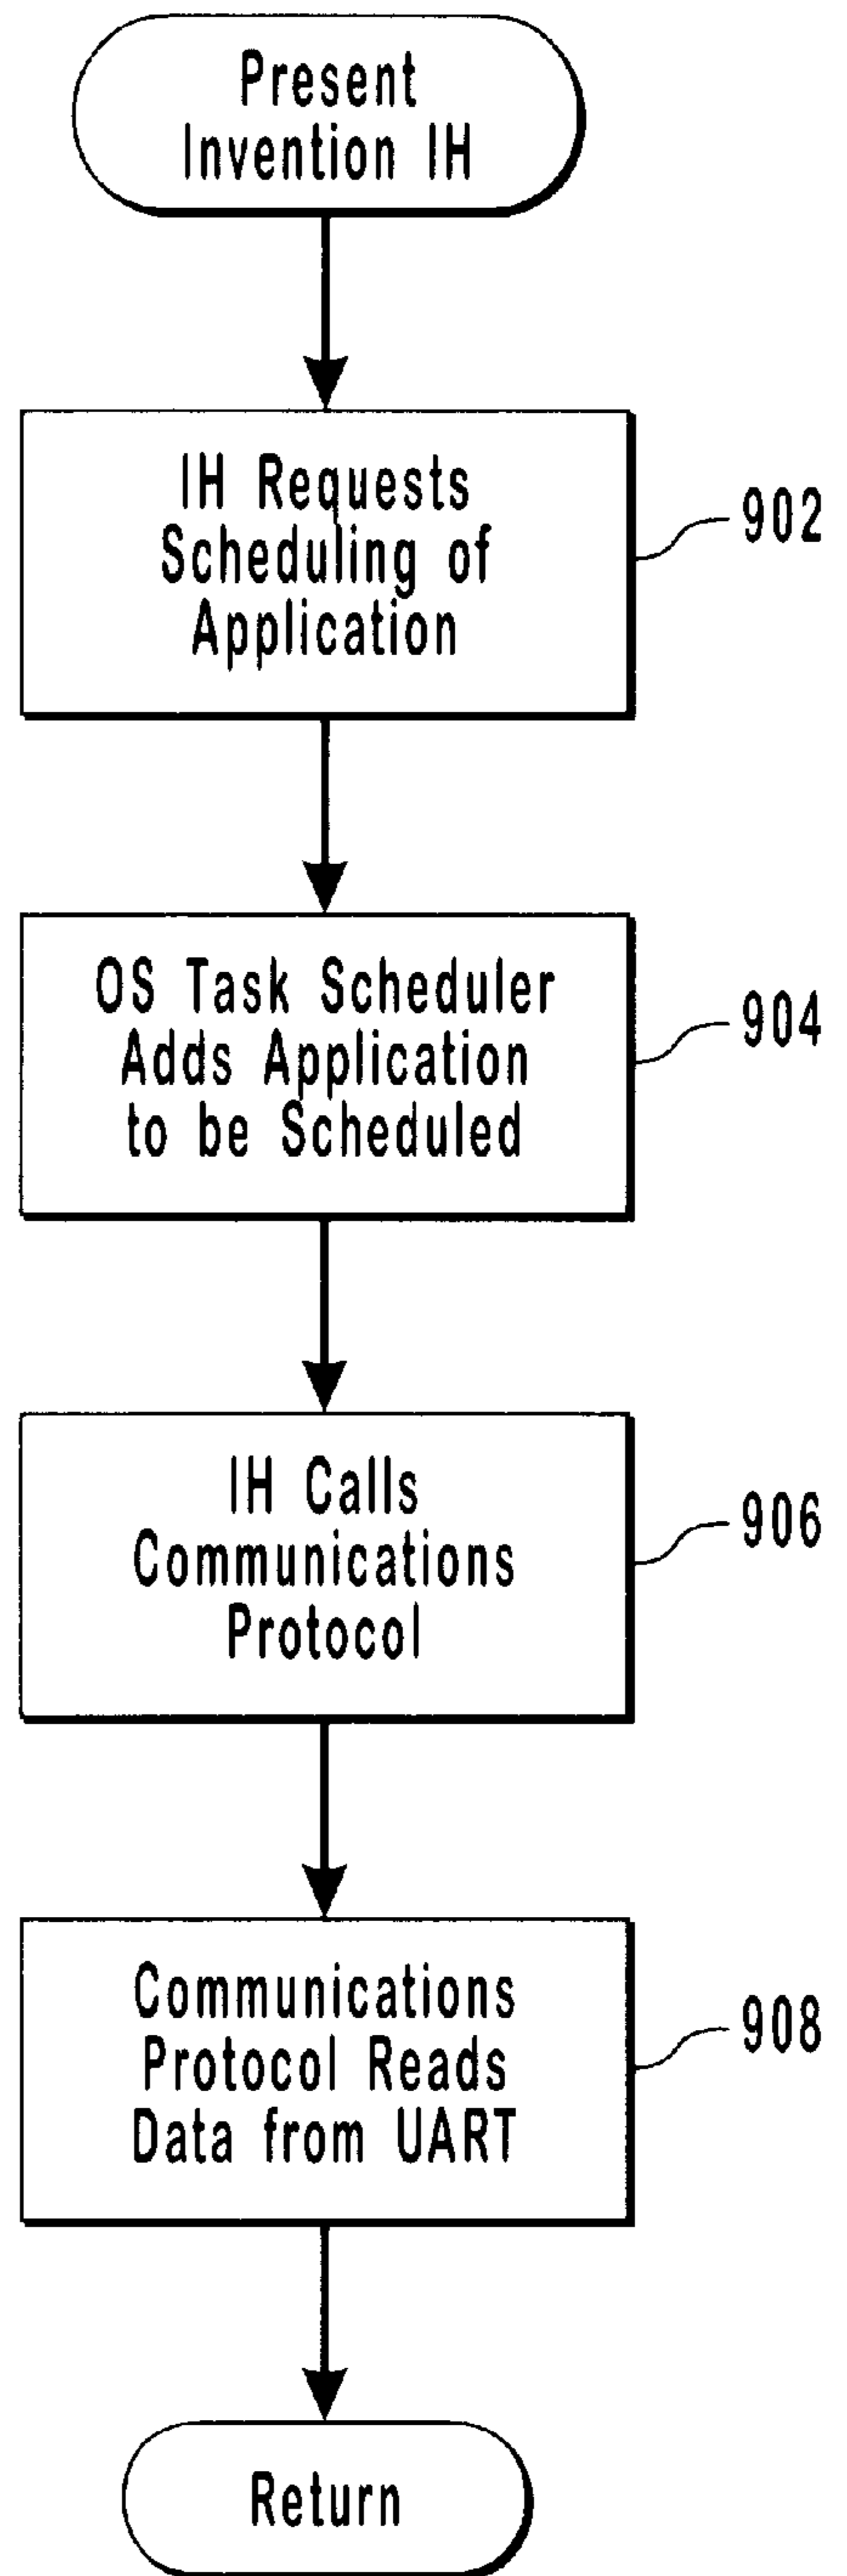 Present
Invention IH
IH Requests
Scheduling of
Application
902
OS Task Scheduler
Adds Application
to be Scheduled
904
IH Calls
Communications
Protocol
906
Communications
Protocol Reads
Data from UART
908
Return